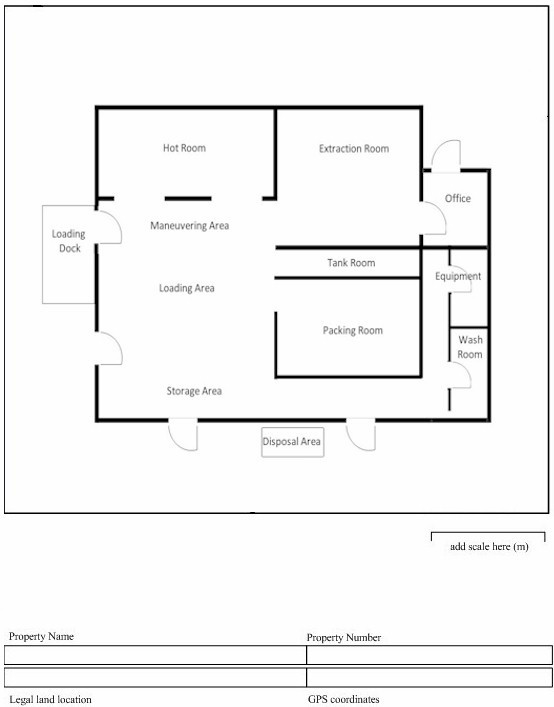 Hot Room
Extraction Room
Office
Maneuvering Area
Loading
Dock
Tank Room
Equipment
Loading Area
Packing Room
Wash
Room
Storage Area
Disposal Area
add scale here (m)
Property Name
Property Number
Legal land location
GPS coordinates